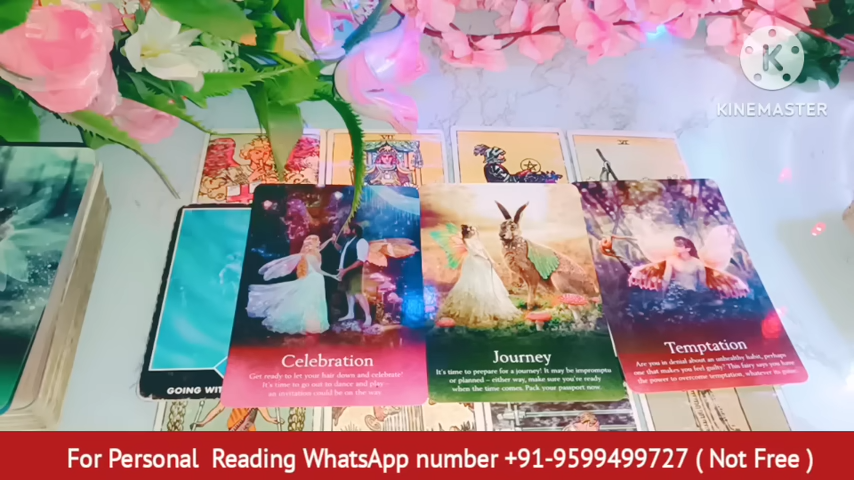 KINEMASTER
VII
VI
GOING WIT
Celebration
Get ready to let your hair down and celebrate!
It's time to go out to dance and play –
an invitation could be on the way
Journey
It's time to prepare for a journey! It may be impromptu
or planned – either way, make sure you're ready
when the time comes. Pack your passport now.
Temptation
Are you in denial about an unhealthy habit, perhaps
one that makes you feel guilty? This fairy says you have
the power to overcome temptation, whatever
For Personal Reading WhatsApp number +91-9599499727 ( Not Free )